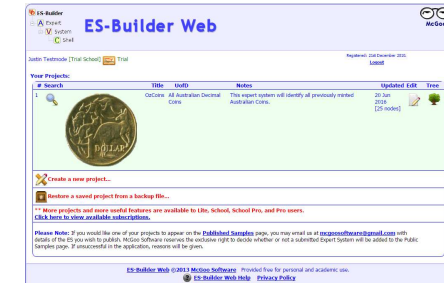 ES-Builder
A Expert
V System
C Shell
ES-Builder Web
McGoo
Justin Testmode [Trial School] Trial
Registered: 21st December 2021
Logout
Your Projects:
# Search Title UofD Notes Updated Edit Tree
1 OzCoins All Australian Decimal Coins This expert system will identify all previously minted Australian Coins. 20 Jun 2016 [25 nodes]
DOLLAR
Create a new project...
Restore a saved project from a backup file...
** More projects and more useful features are available to Lite, School, School Pro, and Pro users.
Click here to view available subscriptions.
Please Note: If you would like one of your projects to appear on the Published Samples page, you may email us at mcgoosoftware@gmail.com with
details of the ES you wish to publish. McGoo Software reserves the exclusive right to decide whether or not a submitted Expert System will be added to the Public
Samples page. If unsuccessful in the application, reasons will be given.
ES-Builder Web ©2013 McGoo Software Provided free for personal and academic use.
ES-Builder Web Help Privacy Policy